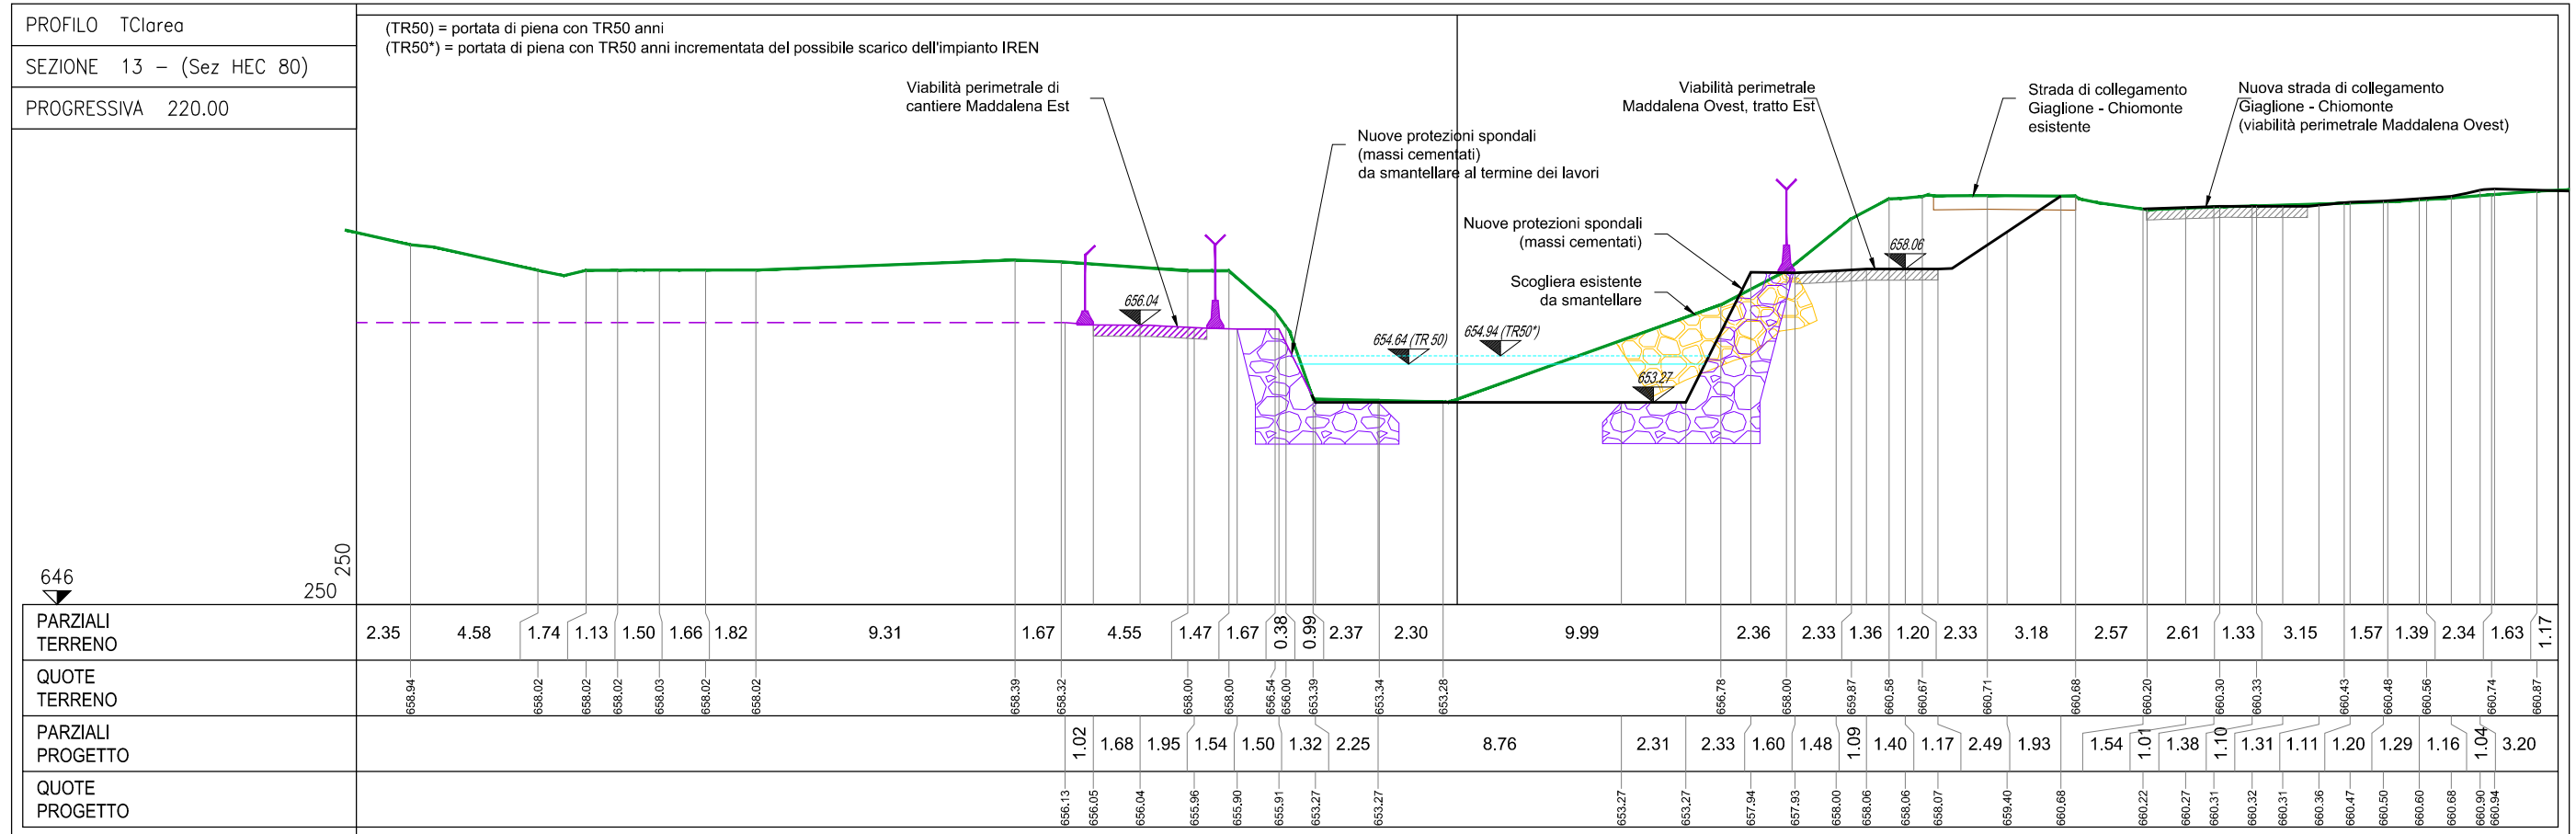 PROFILO TClarea
SEZIONE 13 - (Sez HEC 80)
PROGRESSIVA 220.00
(TR50) = portata di piena con TR50 anni
(TR50*) = portata di piena con TR50 anni incrementata del possibile scarico dell'impianto IREN
Viabilità perimetrale di
cantiere Maddalena Est
Nuove protezioni spondali
(massi cementati)
da smantellare al termine dei lavori
Viabilità perimetrale
Maddalena Ovest, tratto Est
Strada di collegamento
Giaglione - Chiomonte
esistente
Nuova strada di collegamento
Giaglione - Chiomonte
(viabilità perimetrale Maddalena Ovest)
Nuove protezioni spondali
(massi cementati)
Scogliera esistente
da smantellare
656.04
654.64 (TR 50)
654.94 (TR50*)
653.27
658.06
646
250
250
PARZIALI
TERRENO
2.35 4.58 1.74 1.13 1.50 1.66 1.82 9.31 1.67 4.55 1.47 1.67 0.38 0.99 2.37 2.30 9.99 2.36 2.33 1.36 1.20 2.33 3.18 2.57 2.61 1.33 3.15 1.57 1.39 2.34 1.63 1.17
QUOTE
TERRENO
658.94 658.02 658.02 658.02 658.03 658.02 658.02 658.39 658.32 658.00 658.00 656.54 656.00 653.39 653.34 653.28 656.78 658.00 659.87 660.58 660.67 660.71 660.68 660.20 660.30 660.33 660.43 660.48 660.56 660.74 660.87
PARZIALI
PROGETTO
1.02 1.68 1.95 1.54 1.50 1.32 2.25 8.76 2.31 2.33 1.60 1.48 1.09 1.40 1.17 2.49 1.93 1.54 1.01 1.38 1.10 1.31 1.11 1.20 1.29 1.16 1.04 3.20
QUOTE
PROGETTO
656.13 656.05 656.04 655.96 655.90 655.91 653.27 653.27 653.27 653.27 657.94 657.93 658.00 658.06 658.06 658.07 659.40 660.68 660.22 660.27 660.31 660.32 660.31 660.36 660.47 660.50 660.60 660.68 660.90 660.94